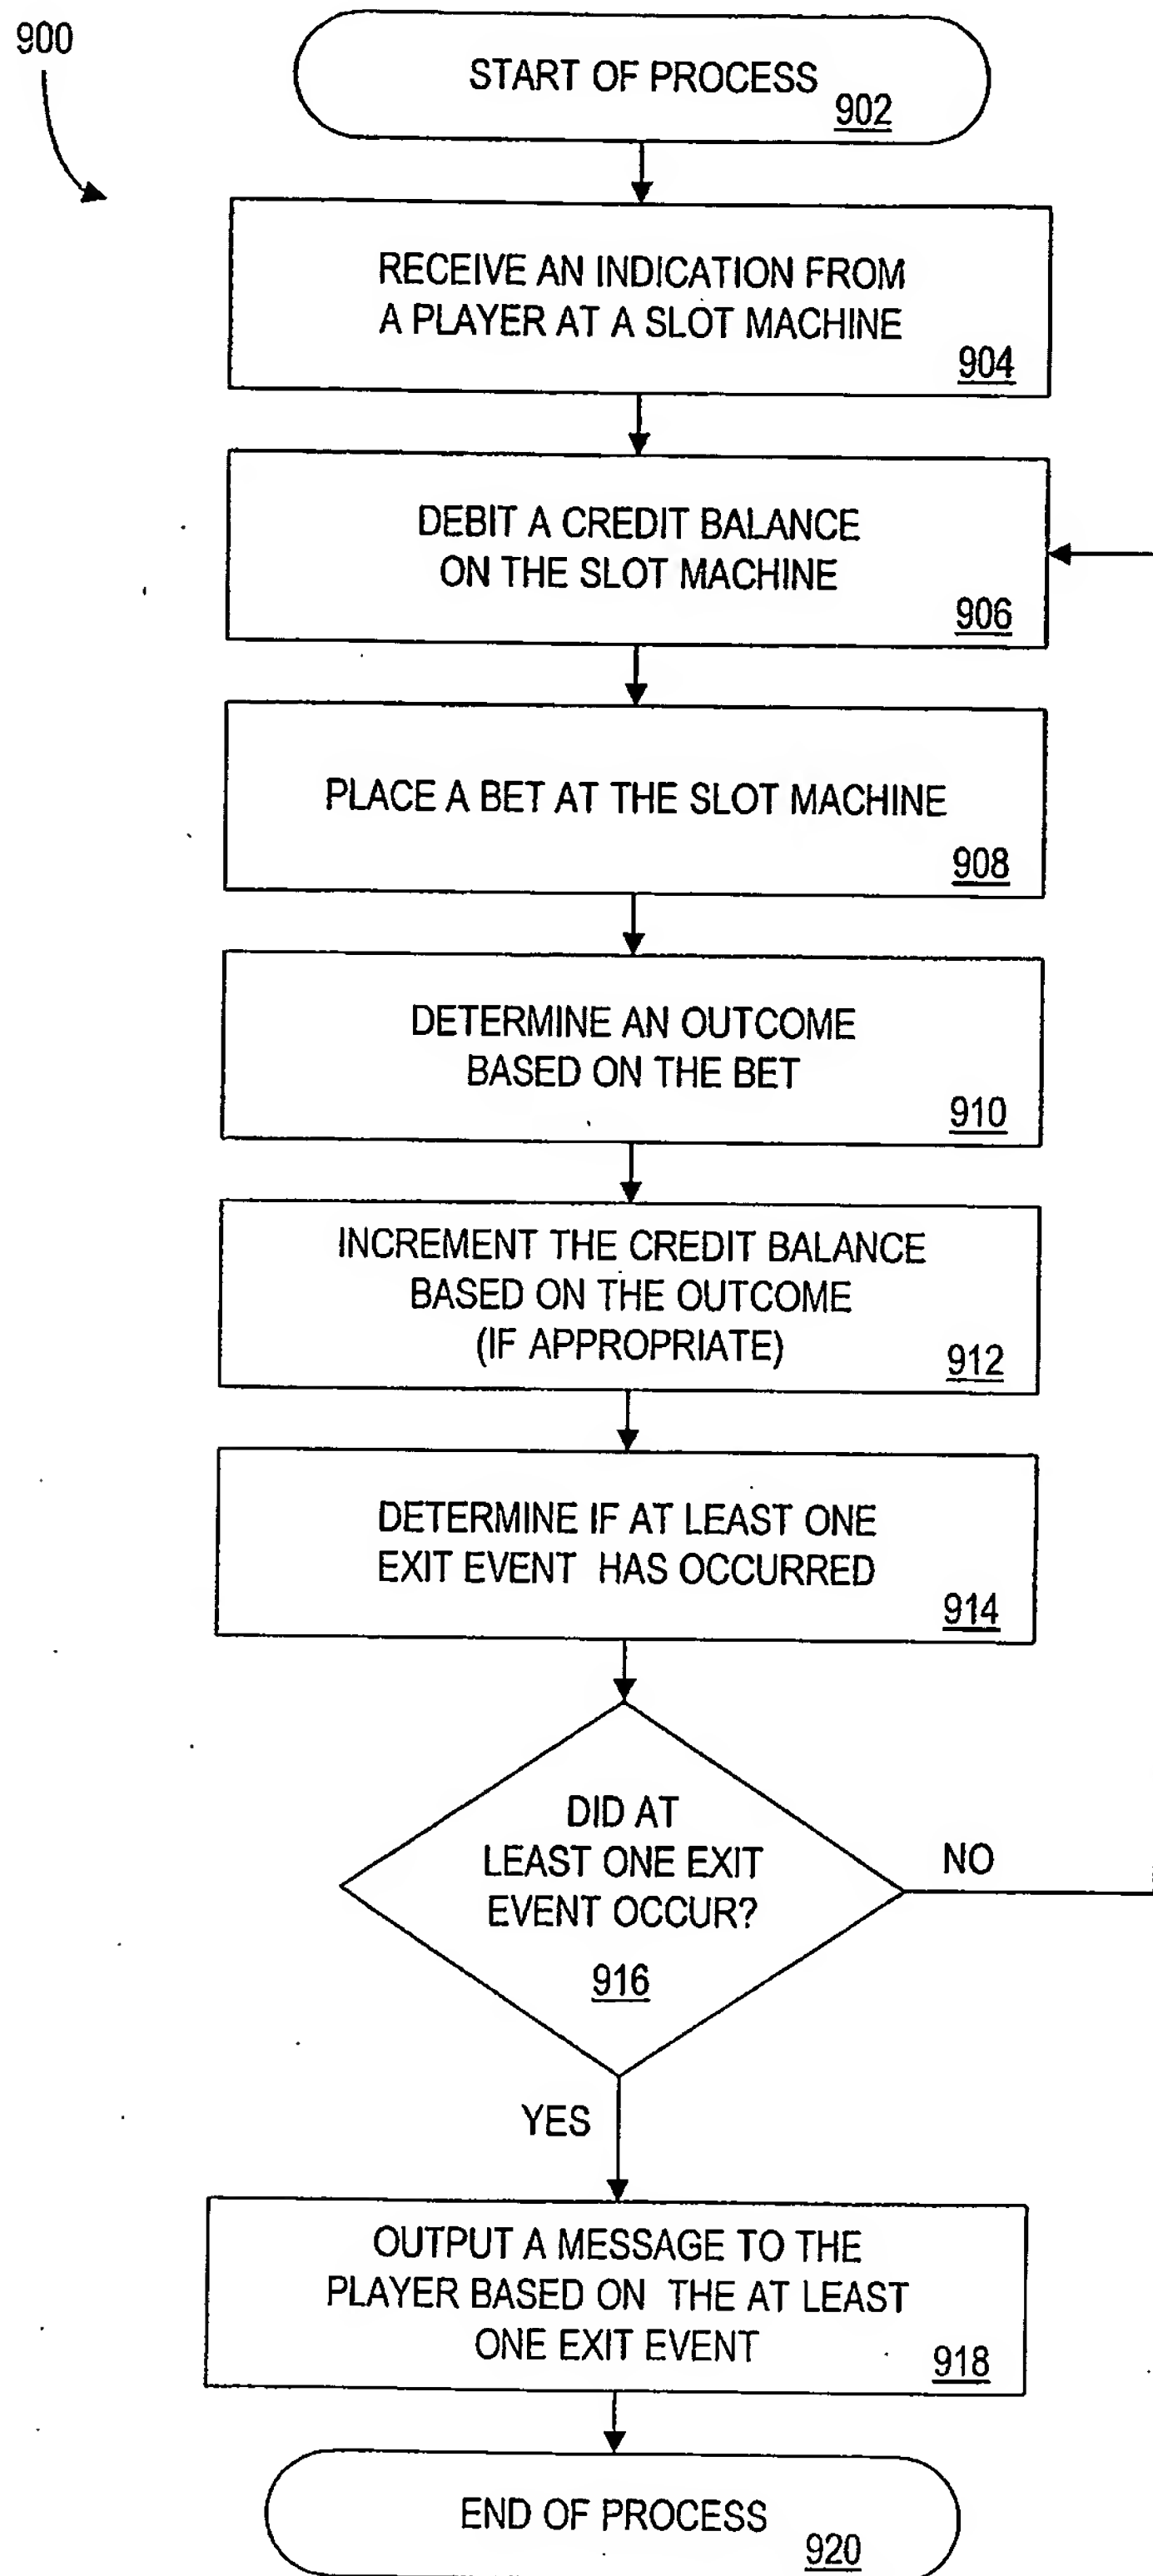 900
START OF PROCESS
902
RECEIVE AN INDICATION FROM
A PLAYER AT A SLOT MACHINE
904
DEBIT A CREDIT BALANCE
ON THE SLOT MACHINE
906
PLACE A BET AT THE SLOT MACHINE
908
DETERMINE AN OUTCOME
BASED ON THE BET
910
INCREMENT THE CREDIT BALANCE
BASED ON THE OUTCOME
(IF APPROPRIATE)
912
DETERMINE IF AT LEAST ONE
EXIT EVENT HAS OCCURRED
914
DID AT
LEAST ONE EXIT
EVENT OCCUR?
916
NO
YES
OUTPUT A MESSAGE TO THE
PLAYER BASED ON THE AT LEAST
ONE EXIT EVENT
918
END OF PROCESS
920